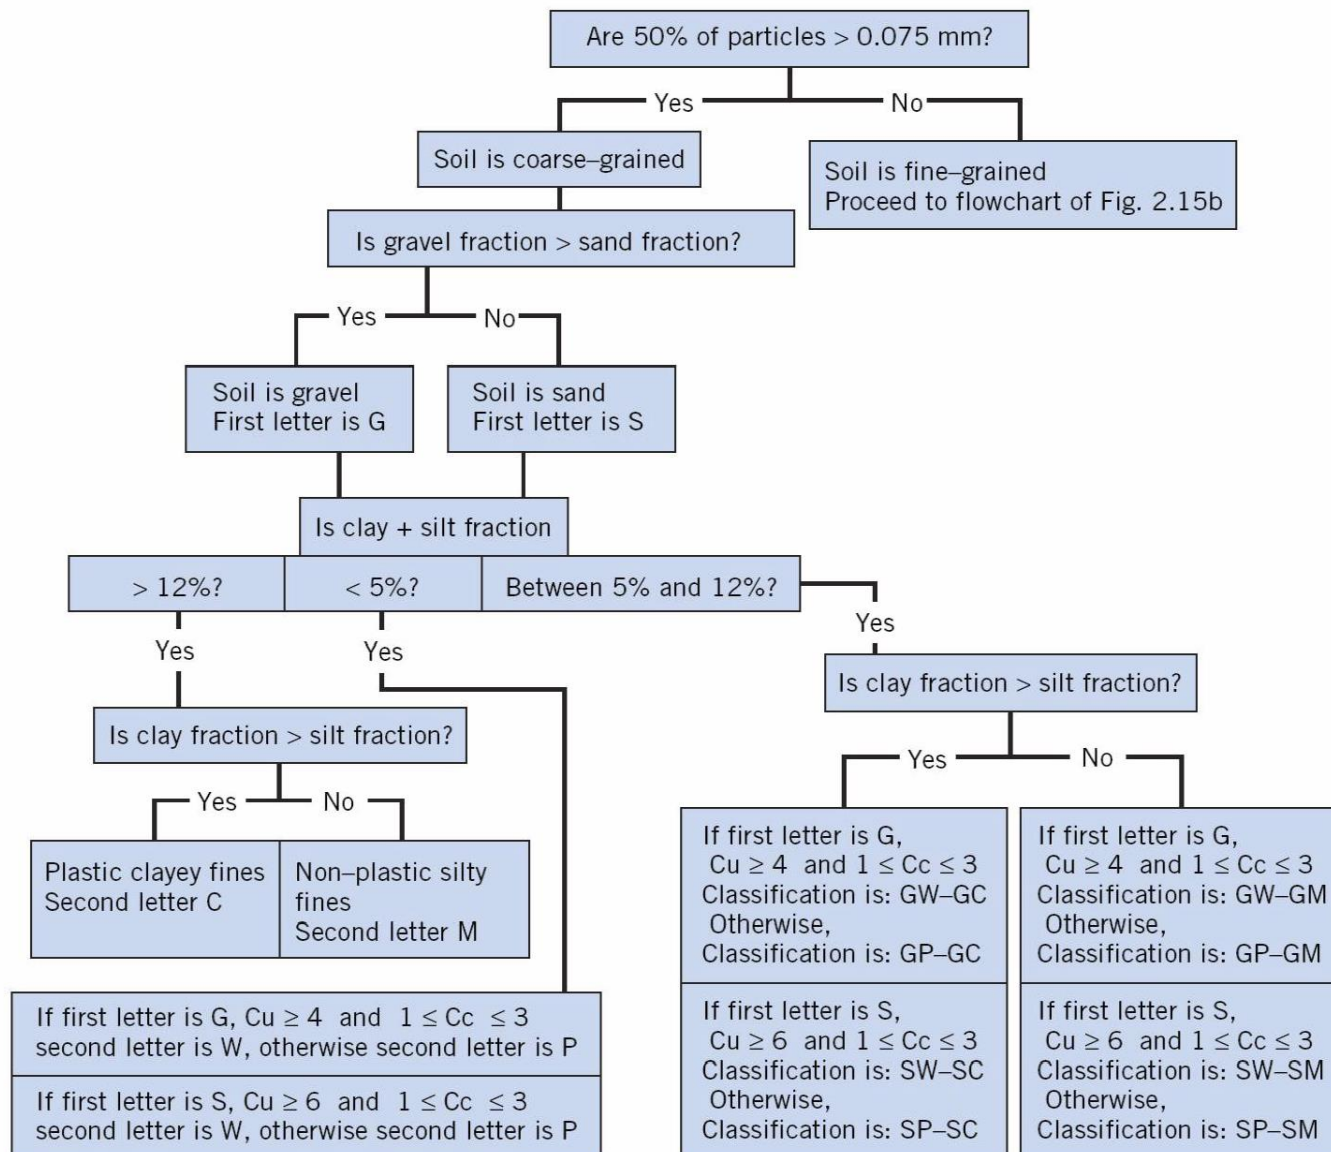 Are 50% of particles > 0.075 mm?
Yes
No
Soil is coarse–grained
Soil is fine–grained
Proceed to flowchart of Fig. 2.15b
Is gravel fraction > sand fraction?
Yes
No
Soil is gravel
First letter is G
Soil is sand
First letter is S
Is clay + silt fraction
> 12%?
< 5%?
Between 5% and 12%?
Yes
Yes
Yes
Is clay fraction > silt fraction?
Is clay fraction > silt fraction?
Yes
No
Yes
No
Plastic clayey fines
Second letter C
Non–plastic silty
fines
Second letter M
If first letter is G,
Cu ≥ 4 and 1 ≤ Cc ≤ 3
Classification is: GW–GC
Otherwise,
Classification is: GP–GC
If first letter is G,
Cu ≥ 4 and 1 ≤ Cc ≤ 3
Classification is: GW–GM
Otherwise,
Classification is: GP–GM
If first letter is G, Cu ≥ 4 and 1 ≤ Cc ≤ 3
second letter is W, otherwise second letter is P
If first letter is S, Cu ≥ 6 and 1 ≤ Cc ≤ 3
second letter is W, otherwise second letter is P
If first letter is S,
Cu ≥ 6 and 1 ≤ Cc ≤ 3
Classification is: SW–SC
Otherwise,
Classification is: SP–SC
If first letter is S,
Cu ≥ 6 and 1 ≤ Cc ≤ 3
Classification is: SW–SM
Otherwise,
Classification is: SP–SM